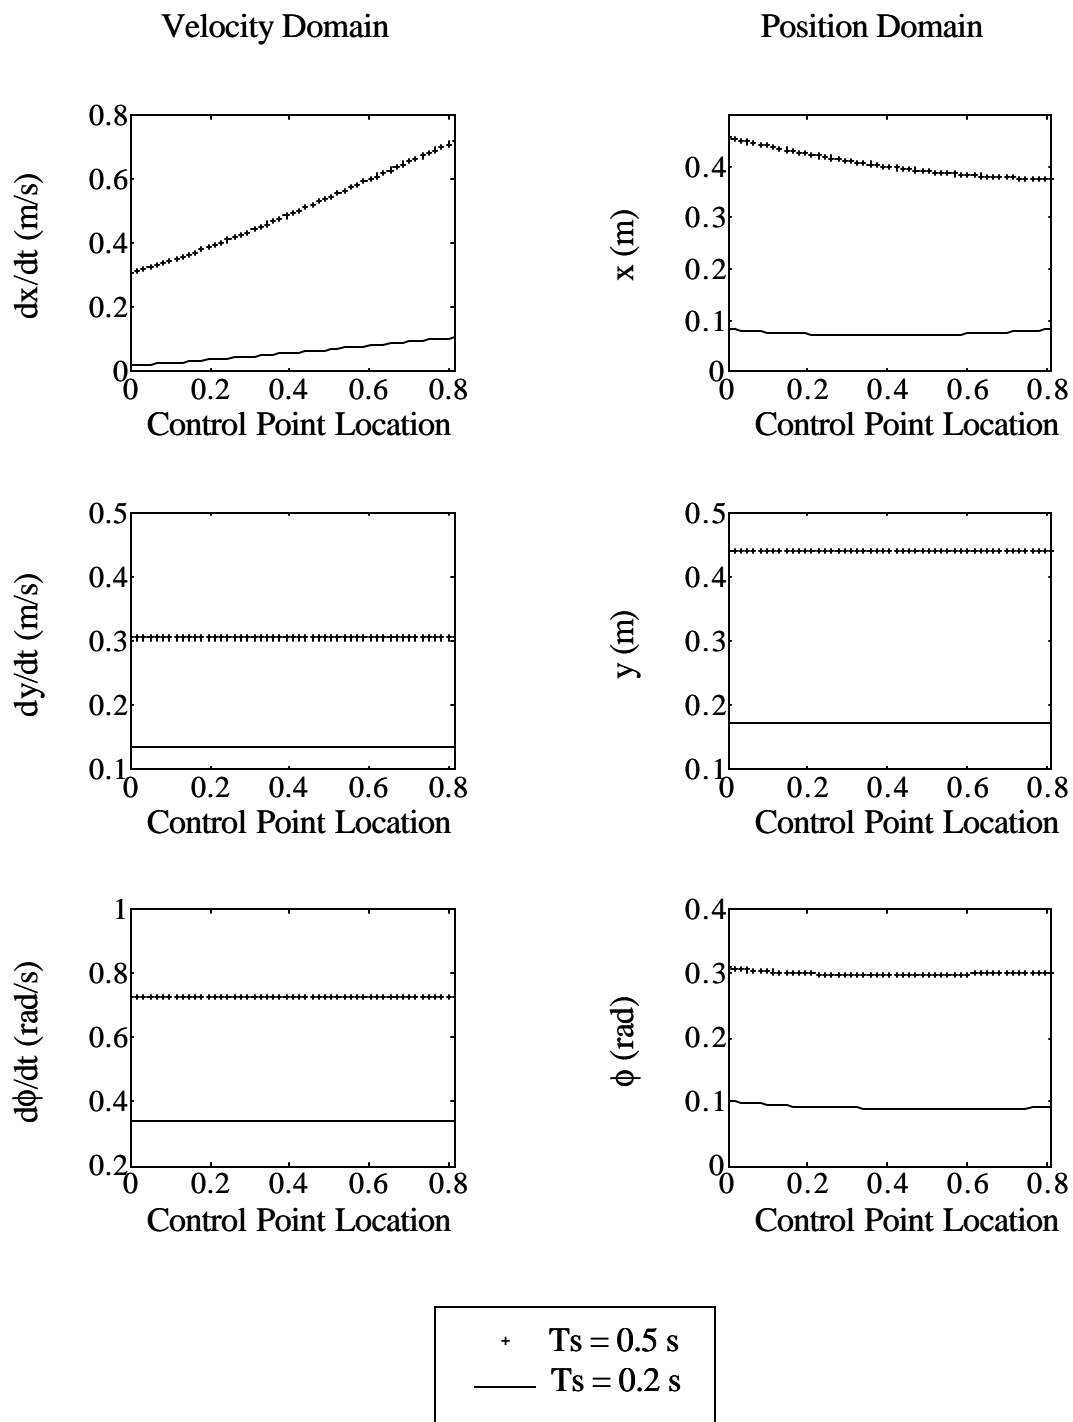 Velocity Domain
Position Domain
0.8
0.6
0.4
0.2
0
dx/dt (m/s)
0 0.2 0.4 0.6 0.8
Control Point Location
0.4
0.3
0.2
0.1
0
x (m)
0 0.2 0.4 0.6 0.8
Control Point Location
0.5
0.4
0.3
0.2
0.1
dy/dt (m/s)
0 0.2 0.4 0.6 0.8
Control Point Location
0.5
0.4
0.3
0.2
0.1
y (m)
0 0.2 0.4 0.6 0.8
Control Point Location
1
0.8
0.6
0.4
0.2
dϕ/dt (rad/s)
0 0.2 0.4 0.6 0.8
Control Point Location
0.4
0.3
0.2
0.1
0
ϕ (rad)
0 0.2 0.4 0.6 0.8
Control Point Location
Ts = 0.5 s
Ts = 0.2 s